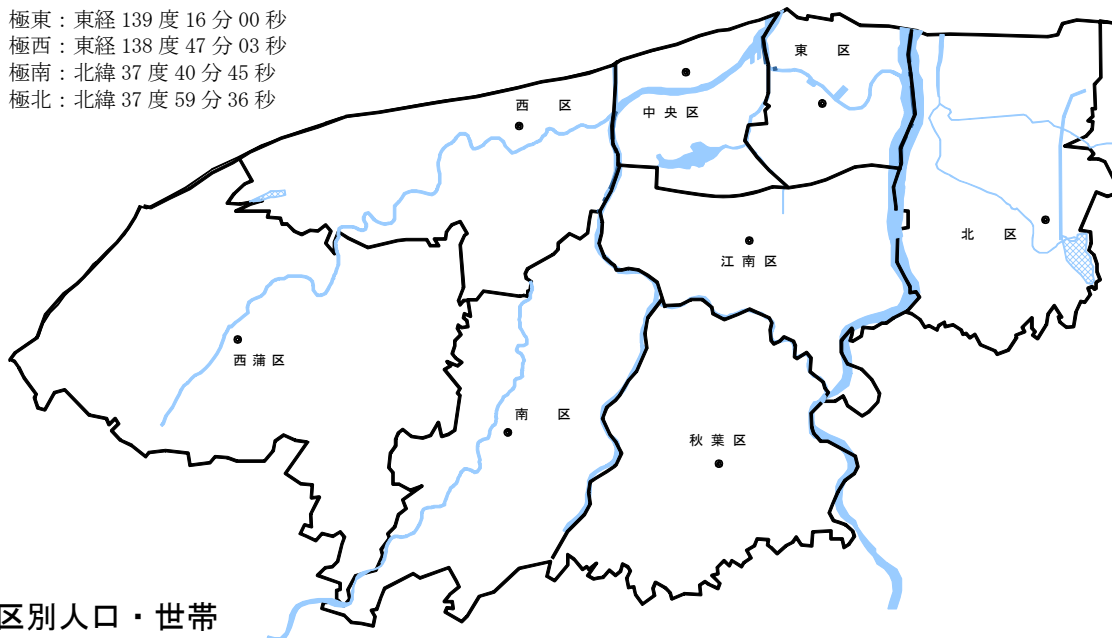 極東：東経 139 度 16 分 00 秒
極西：東経 138 度 47 分 03 秒
極南：北緯 37 度 40 分 45 秒
極北：北緯 37 度 59 分 36 秒
東 区
西 区
中央区
北 区
江南区
西蒲区
南 区
秋葉区
区別人口・世帯